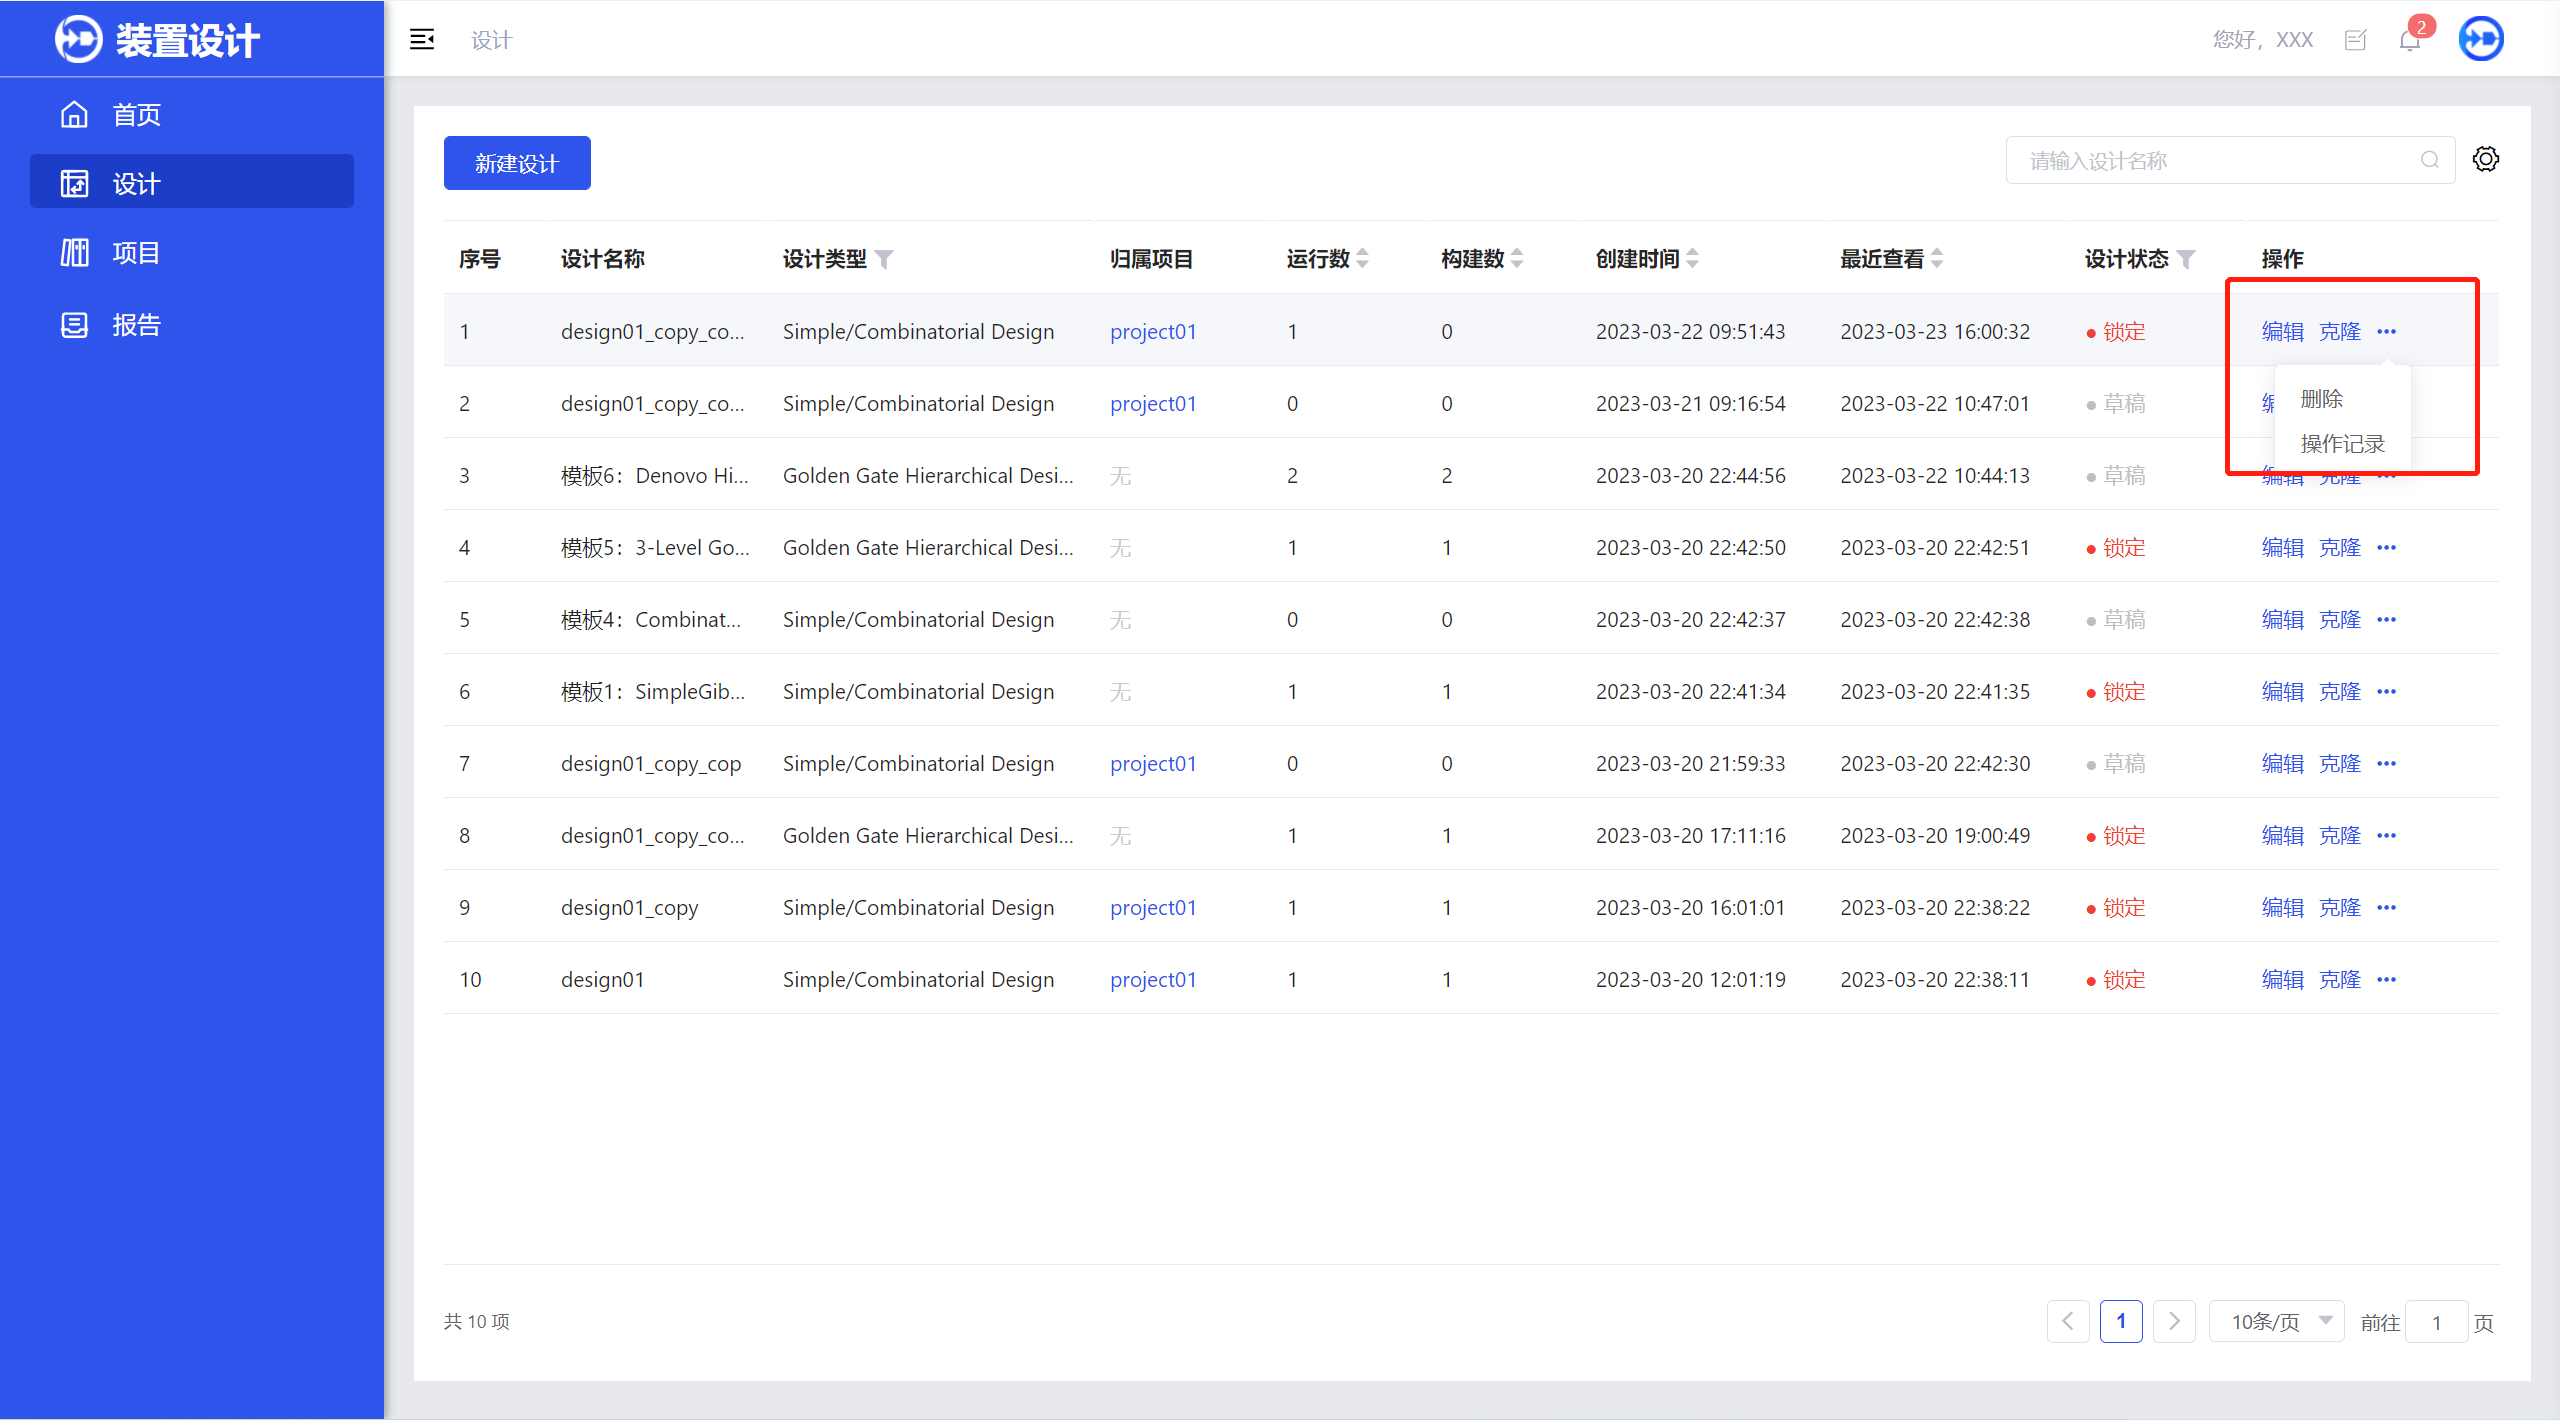 装置设计
设计
您好，XXX
2
首页
设计
项目
报告
新建设计
请输入设计名称
序号 设计名称 设计类型 归属项目 运行数 构建数 创建时间 最近查看 设计状态 操作
1 design01_copy_co... Simple/Combinatorial Design project01 1 0 2023-03-22 09:51:43 2023-03-23 16:00:32 锁定 编辑 克隆 ···
删除
操作记录
2 design01_copy_co... Simple/Combinatorial Design project01 0 0 2023-03-21 09:16:54 2023-03-22 10:47:01 草稿
3 模板6：Denovo Hi... Golden Gate Hierarchical Desi... 无 2 2 2023-03-20 22:44:56 2023-03-22 10:44:13 草稿 编辑 克隆 ···
4 模板5：3-Level Go... Golden Gate Hierarchical Desi... 无 1 1 2023-03-20 22:42:50 2023-03-20 22:42:51 锁定 编辑 克隆 ···
5 模板4：Combinat... Simple/Combinatorial Design 无 0 0 2023-03-20 22:42:37 2023-03-20 22:42:38 草稿 编辑 克隆 ···
6 模板1：SimpleGib... Simple/Combinatorial Design 无 1 1 2023-03-20 22:41:34 2023-03-20 22:41:35 锁定 编辑 克隆 ···
7 design01_copy_cop Simple/Combinatorial Design project01 0 0 2023-03-20 21:59:33 2023-03-20 22:42:30 草稿 编辑 克隆 ···
8 design01_copy_co... Golden Gate Hierarchical Desi... 无 1 1 2023-03-20 17:11:16 2023-03-20 19:00:49 锁定 编辑 克隆 ···
9 design01_copy Simple/Combinatorial Design project01 1 1 2023-03-20 16:01:01 2023-03-20 22:38:22 锁定 编辑 克隆 ···
10 design01 Simple/Combinatorial Design project01 1 1 2023-03-20 12:01:19 2023-03-20 22:38:11 锁定 编辑 克隆 ···
共 10 项
1 10条/页 前往 1 页